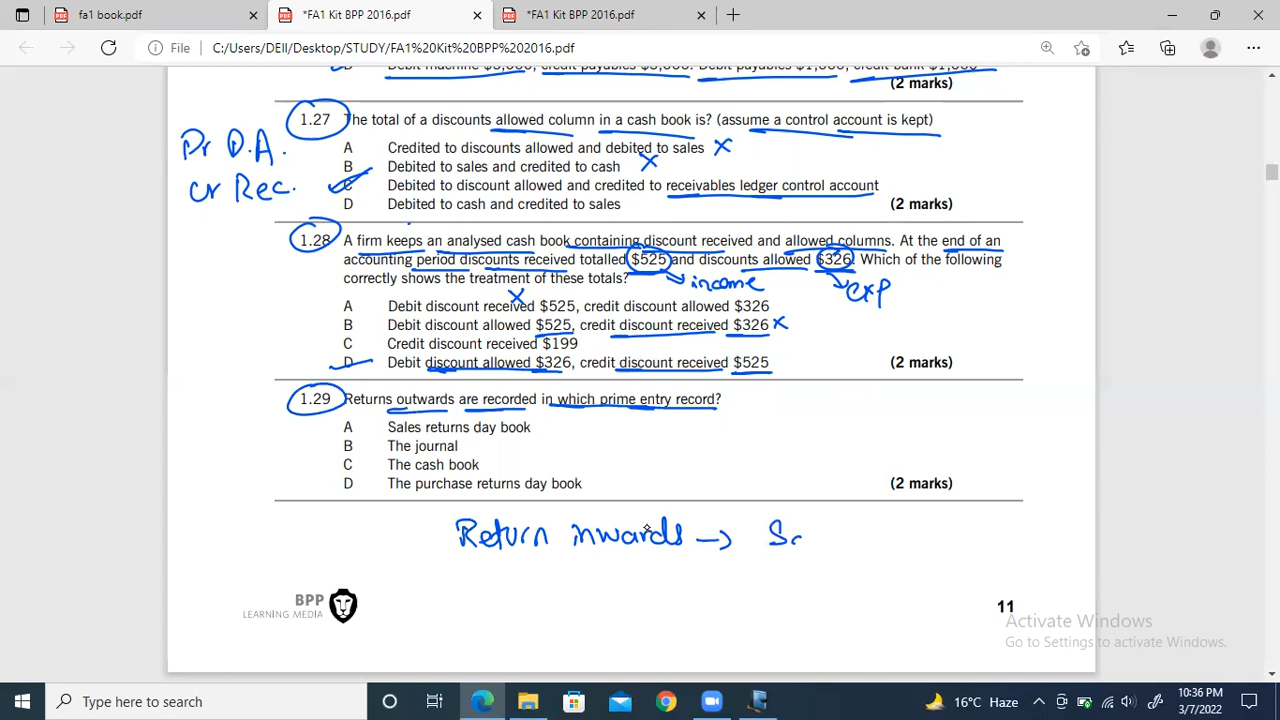 fa1 book.pdf
*FA1 Kit BPP 2016.pdf
*FA1 Kit BPP 2016.pdf
File
C:/Users/DEll/Desktop/STUDY/FA1%20Kit%20BPP%202016.pdf
(2 marks)
1.27 The total of a discounts allowed column in a cash book is? (assume a control account is kept)
Dr D.A.
Cr Rec.
A Credited to discounts allowed and debited to sales X
B Debited to sales and credited to cash X
C Debited to discount allowed and credited to receivables ledger control account
D Debited to cash and credited to sales (2 marks)
1.28 A firm keeps an analysed cash book containing discount received and allowed columns. At the end of an
accounting period discounts received totalled $525 and discounts allowed $326. Which of the following
correctly shows the treatment of these totals?
income
exp
A Debit discount received $525, credit discount allowed $326
B Debit discount allowed $525, credit discount received $326 X
C Credit discount received $199
D Debit discount allowed $326, credit discount received $525 (2 marks)
1.29 Returns outwards are recorded in which prime entry record?
A Sales returns day book
B The journal
C The cash book
D The purchase returns day book (2 marks)
Return inwards → Sa
BPP
LEARNING MEDIA
11
Activate Windows
Go to Settings to activate Windows.
Type here to search
16°C Haze
10:36 PM
3/7/2022